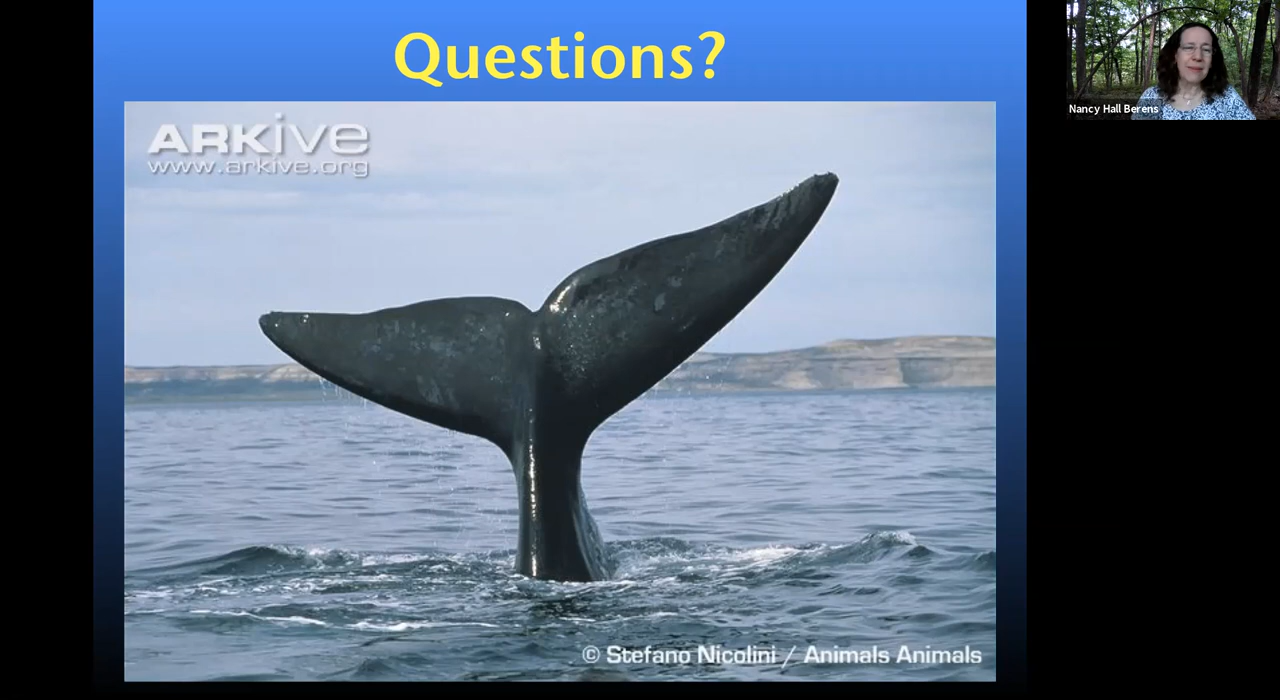 Questions?
ARKive
www.arkive.org
Nancy Hall Berens
© Stefano Nicolini / Animals Animals